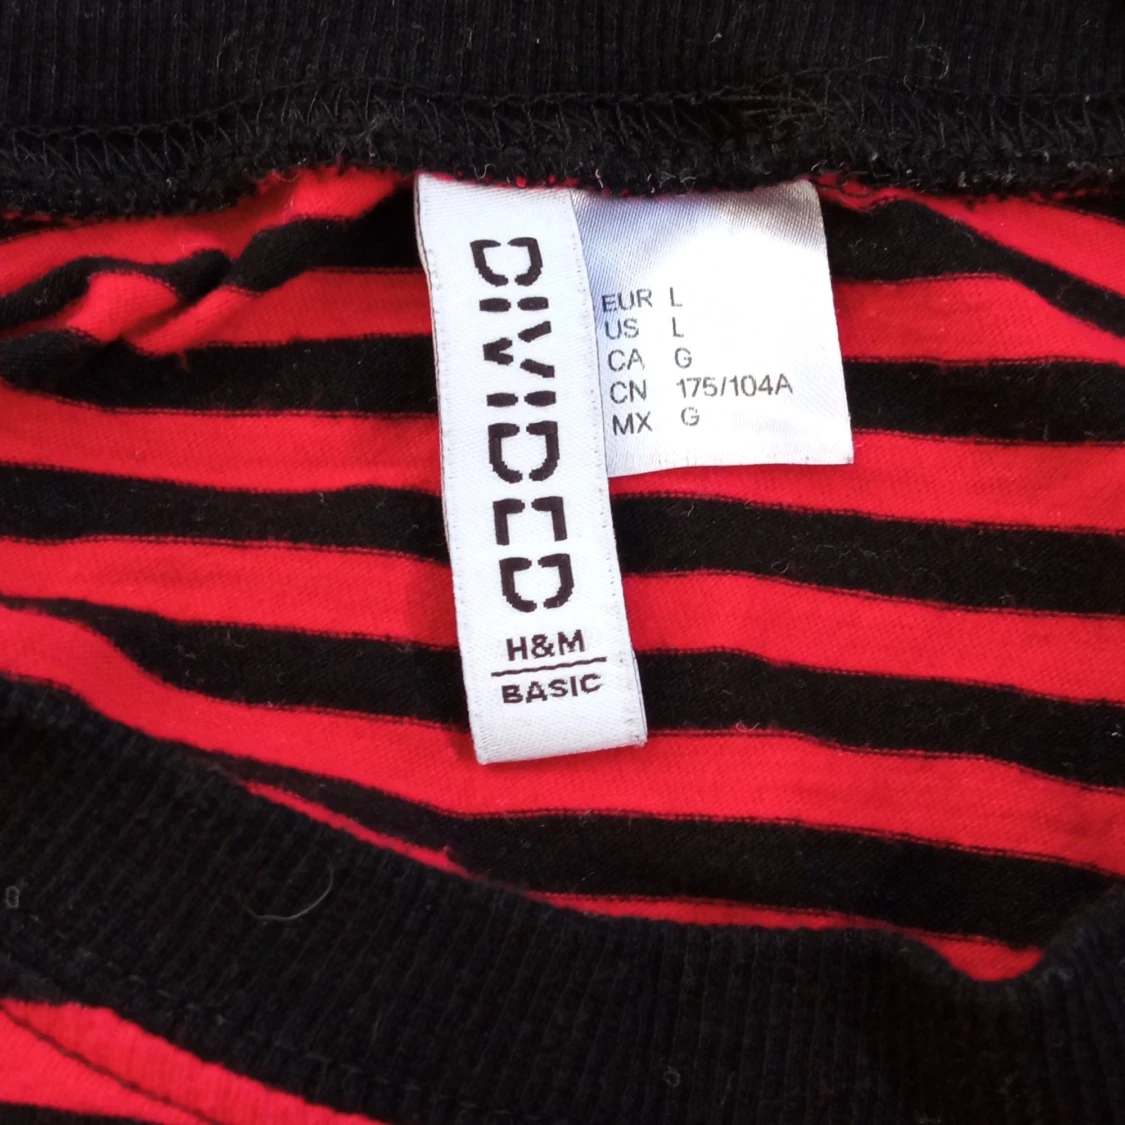 DIVIDED
H&M
BASIC
EUR L
US L
CA G
CN 175/104A
MX G